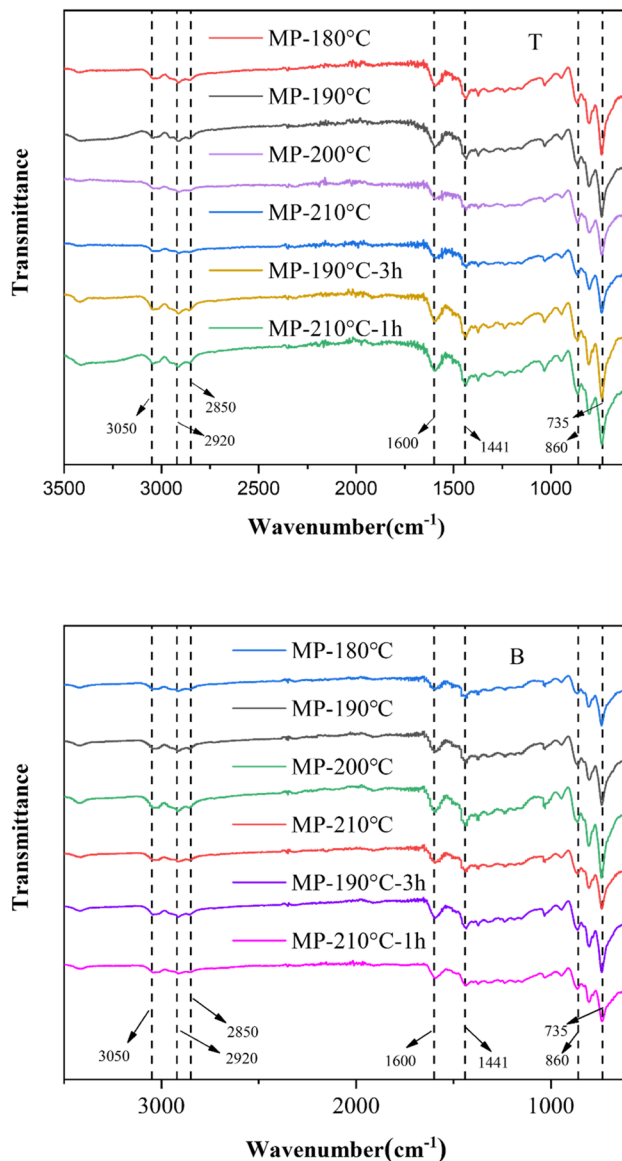 T
MP-180°C
MP-190°C
MP-200°C
MP-210°C
MP-190°C-3h
MP-210°C-1h
Transmittance
3050
2920
2850
1600
1441
735
860
3500 3000 2500 2000 1500 1000
Wavenumber(cm⁻¹)
B
MP-180°C
MP-190°C
MP-200°C
MP-210°C
MP-190°C-3h
MP-210°C-1h
Transmittance
3050
2920
2850
1600
1441
735
860
3000 2000 1000
Wavenumber(cm⁻¹)